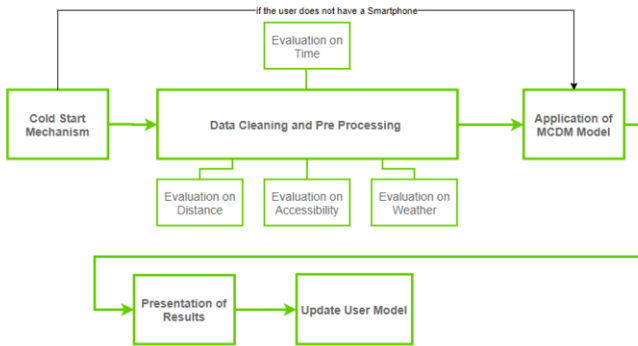 if the user does not have a Smartphone
Evaluation on
Time
Cold Start
Mechanism
Data Cleaning and Pre Processing
Application of
MCDM Model
Evaluation on
Distance
Evaluation on
Accessibility
Evaluation on
Weather
Presentation of
Results
Update User Model